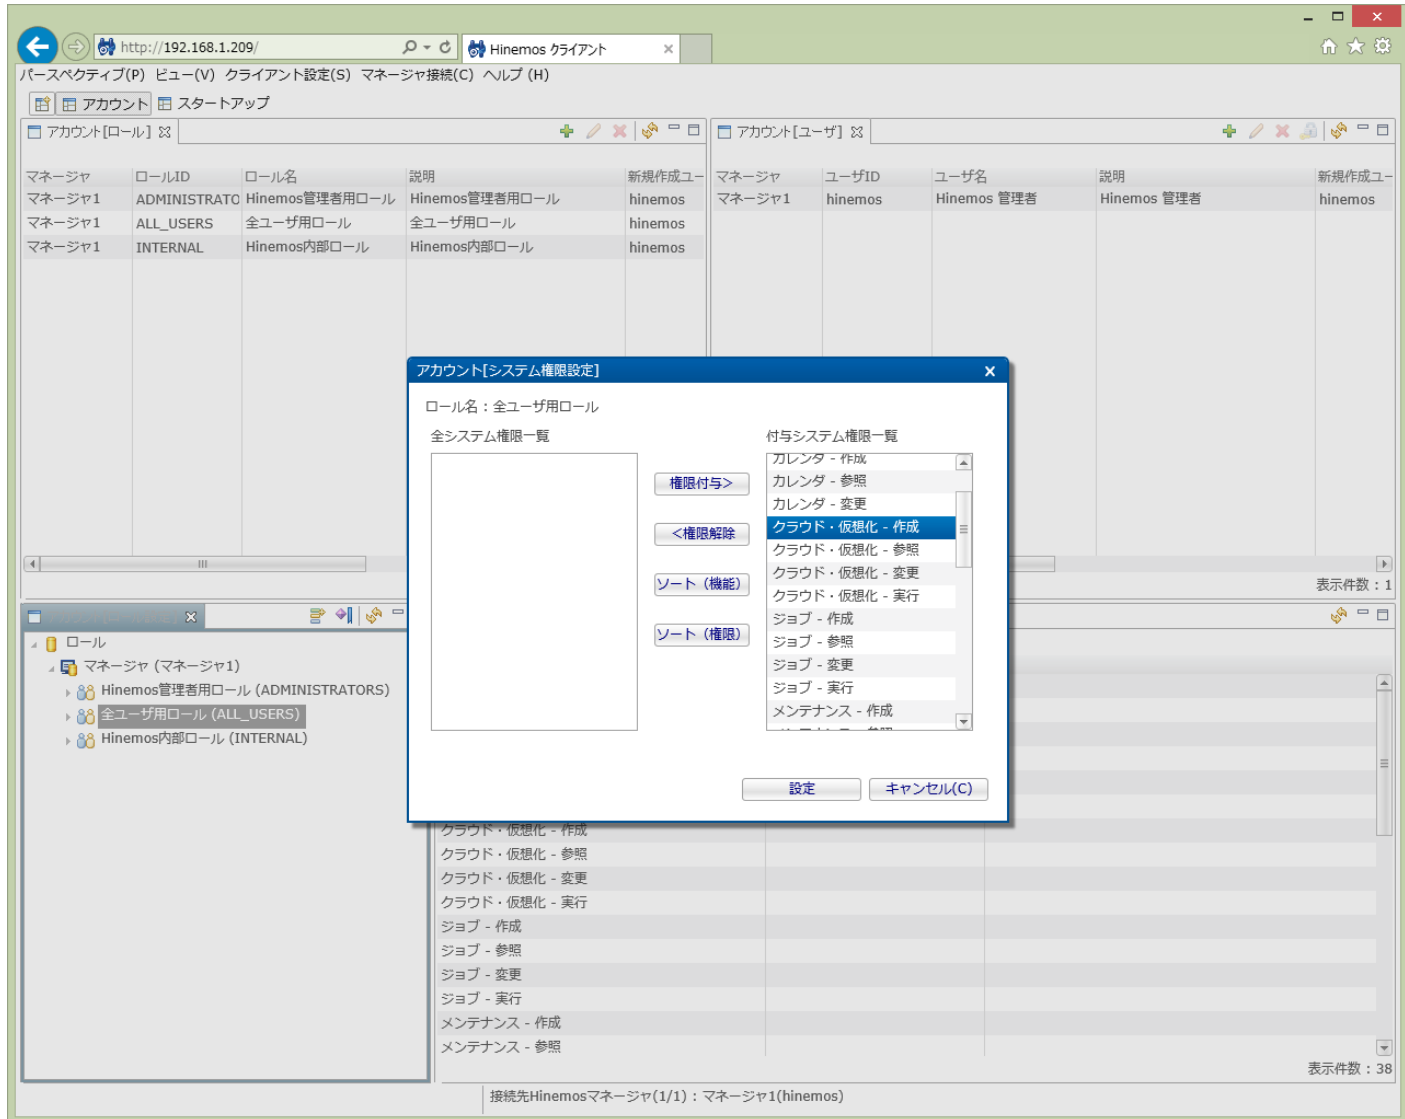 http://192.168.1.209/
Hinemos クライアント
パースペクティブ(P) ビュー(V) クライアント設定(S) マネージャ接続(C) ヘルプ (H)
アカウント スタートアップ
アカウント[ロール]
マネージャ ロールID ロール名 説明 新規作成ユー
マネージャ1 ADMINISTRATO Hinemos管理者用ロール Hinemos管理者用ロール hinemos
マネージャ1 ALL_USERS 全ユーザ用ロール 全ユーザ用ロール hinemos
マネージャ1 INTERNAL Hinemos内部ロール Hinemos内部ロール hinemos
アカウント[ユーザ]
マネージャ ユーザID ユーザ名 説明 新規作成ユー
マネージャ1 hinemos Hinemos 管理者 Hinemos 管理者 hinemos
表示件数 : 1
アカウント[システム権限設定]
ロール名 : 全ユーザ用ロール
全システム権限一覧
権限付与>
<権限解除
ソート（機能）
ソート（権限）
付与システム権限一覧
カレンダ - 作成
カレンダ - 参照
カレンダ - 変更
クラウド・仮想化 - 作成
クラウド・仮想化 - 参照
クラウド・仮想化 - 変更
クラウド・仮想化 - 実行
ジョブ - 作成
ジョブ - 参照
ジョブ - 変更
ジョブ - 実行
メンテナンス - 作成
設定 キャンセル(C)
ロール
マネージャ (マネージャ1)
Hinemos管理者用ロール (ADMINISTRATORS)
全ユーザ用ロール (ALL_USERS)
Hinemos内部ロール (INTERNAL)
クラウド・仮想化 - 作成
クラウド・仮想化 - 参照
クラウド・仮想化 - 変更
クラウド・仮想化 - 実行
ジョブ - 作成
ジョブ - 参照
ジョブ - 変更
ジョブ - 実行
メンテナンス - 作成
メンテナンス - 参照
表示件数 : 38
接続先Hinemosマネージャ(1/1) : マネージャ1(hinemos)